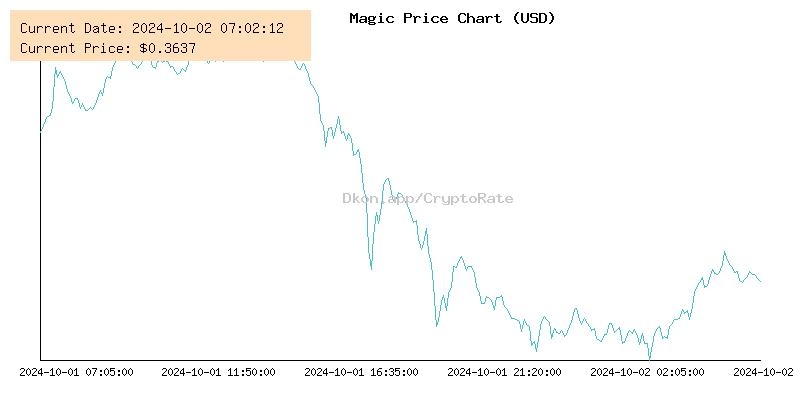 Magic Price Chart (USD)
Current Date: 2024-10-02 07:02:12
Current Price: $0.3637
Dkon.app/CryptoRate
2024-10-01 07:05:00 2024-10-01 11:50:00 2024-10-01 16:35:00 2024-10-01 21:20:00 2024-10-02 02:05:00 2024-10-02